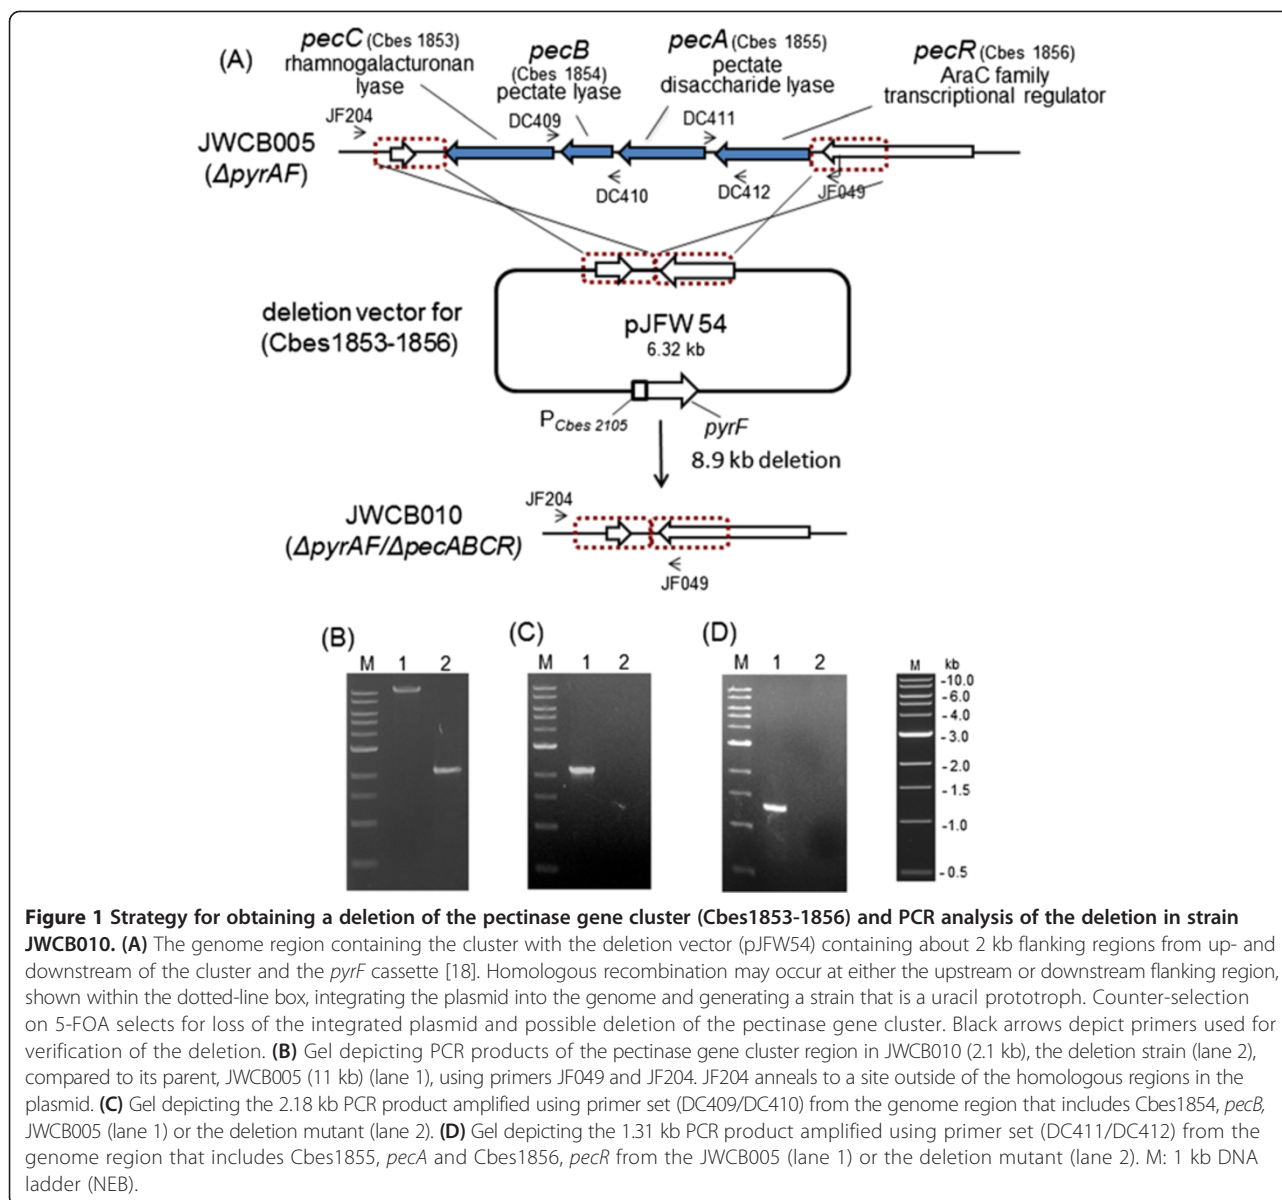 (A)
pecC (Cbes 1853)
rhamnogalacturonan
lyase
pecB
(Cbes 1854)
pectate lyase
pecA (Cbes 1855)
pectate
disaccharide lyase
pecR (Cbes 1856)
AraC family
transcriptional regulator
JF204
DC409
DC411
JWCB005
(ΔpyrAF)
DC410
DC412
JF049
deletion vector for
(Cbes1853-1856)
pJFW 54
6.32 kb
PCbes 2105
pyrF
8.9 kb deletion
JF204
JWCB010
(ΔpyrAF/ΔpecABCR)
JF049
(B)
M 1 2
(C)
M 1 2
(D)
M 1 2
M kb
-10.0
-6.0
-4.0
-3.0
-2.0
-1.5
-1.0
-0.5
Figure 1 Strategy for obtaining a deletion of the pectinase gene cluster (Cbes1853-1856) and PCR analysis of the deletion in strain
JWCB010. (A) The genome region containing the cluster with the deletion vector (pJFW54) containing about 2 kb flanking regions from up- and
downstream of the cluster and the pyrF cassette [18]. Homologous recombination may occur at either the upstream or downstream flanking region,
shown within the dotted-line box, integrating the plasmid into the genome and generating a strain that is a uracil prototroph. Counter-selection
on 5-FOA selects for loss of the integrated plasmid and possible deletion of the pectinase gene cluster. Black arrows depict primers used for
verification of the deletion. (B) Gel depicting PCR products of the pectinase gene cluster region in JWCB010 (2.1 kb), the deletion strain (lane 2),
compared to its parent, JWCB005 (11 kb) (lane 1), using primers JF049 and JF204. JF204 anneals to a site outside of the homologous regions in the
plasmid. (C) Gel depicting the 2.18 kb PCR product amplified using primer set (DC409/DC410) from the genome region that includes Cbes1854, pecB,
JWCB005 (lane 1) or the deletion mutant (lane 2). (D) Gel depicting the 1.31 kb PCR product amplified using primer set (DC411/DC412) from the
genome region that includes Cbes1855, pecA and Cbes1856, pecR from the JWCB005 (lane 1) or the deletion mutant (lane 2). M: 1 kb DNA
ladder (NEB).